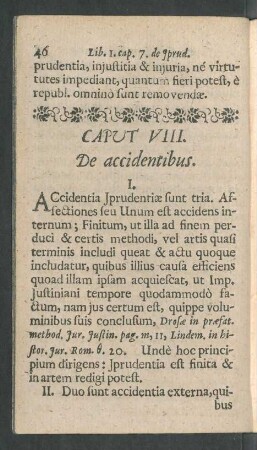 46 Lib. I. cap. 7. de Jprud.
prudentia, injustitia & injuria, né virtu-
tutes impediant, quantum fieri potest, è
republ. omninò sunt removendæ.
CAPUT VIII.
De accidentibus.
I.
ACcidentia Jprudentiæ sunt tria. Af-
fectiones seu Unum est accidens in-
ternum; Finitum, ut illa ad finem per-
duci & certis methodi, vel artis quasi
terminis includi queat & actu quoque
includatur, quibus illius causa efficiens
quoad illam ipsam acquiescat, ut Imp.
Justiniani tempore quodammodò fa-
ctum, nam jus certum est, quippe volu-
minibus suis conclusum, Drosæ in præfat.
method. Jur. Justin. pag. m, 11, Lindem. in hi-
stor. Jur. Rom. θ. 20. Undè hoc princi-
pium dirigens: Jprudentia est finita &
in artem redigi potest.
II. Duo sunt accidentia externa, qui-
bus